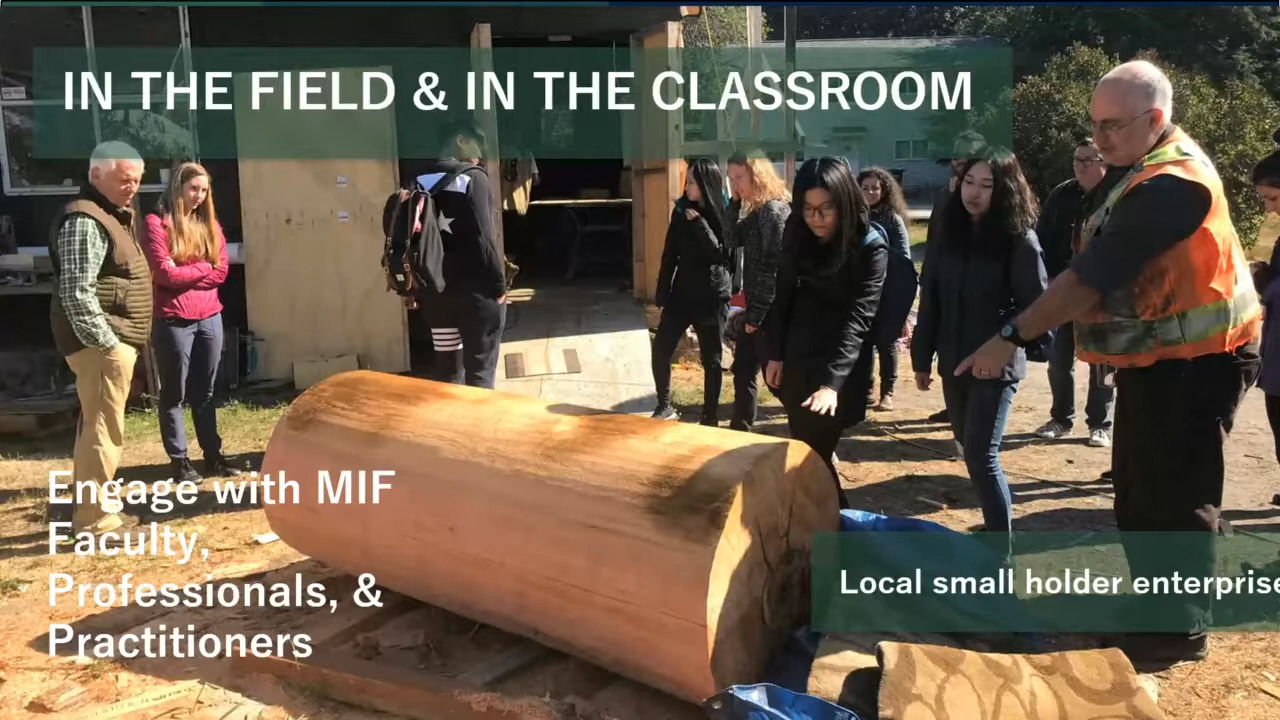 IN THE FIELD & IN THE CLASSROOM
Engage with MIF
Faculty,
Professionals, &
Practitioners
Local small holder enterprise